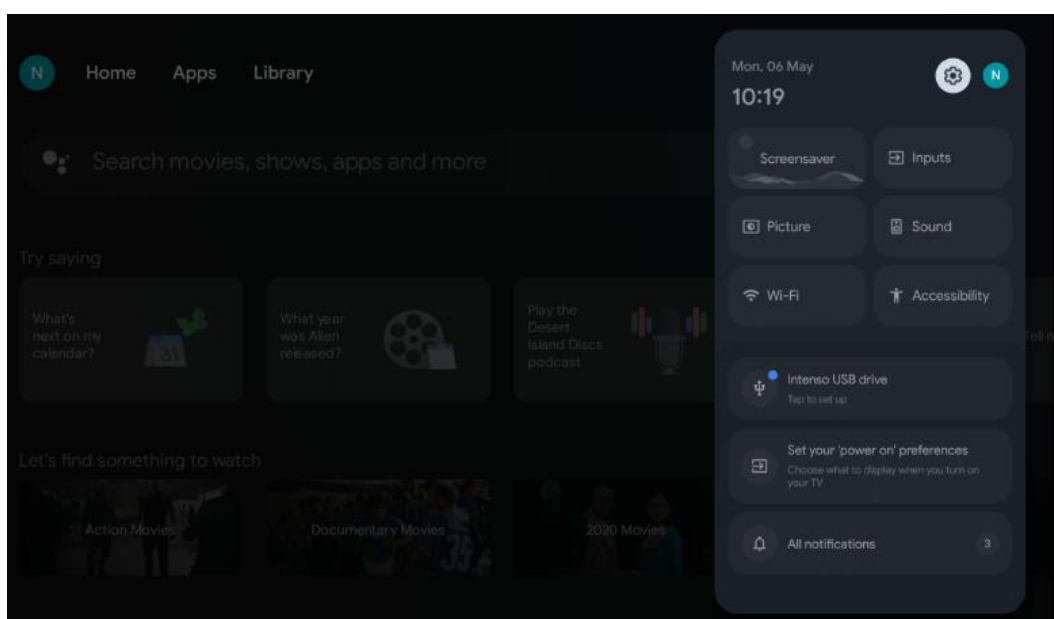 N
Home
Apps
Library
Search movies, shows, apps and more
Try saying
What's
next on my
calendar?
31
What year
was Alien
released?
Play the
Desert
Island Discs
podcast
Tell m
Let's find something to watch
Action Movies
Documentary Movies
35
2020 Movies
Mon, 06 May
10:19
N
Screensaver
Inputs
Picture
Sound
Wi-Fi
Accessibility
Intenso USB drive
Tap to set up
Set your 'power on' preferences
Choose what to display when you turn on
your TV
All notifications
3